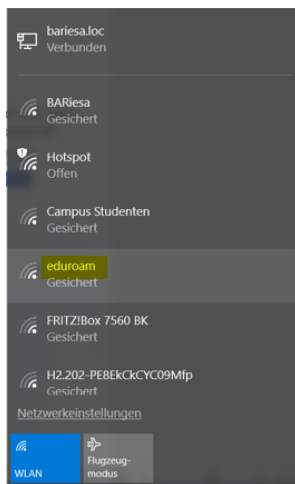 bariesa.loc
Verbunden
BARiesa
Gesichert
Hotspot
Offen
Campus Studenten
Gesichert
eduroam
Gesichert
FRITZ!Box 7560 BK
Gesichert
H2.202-PE8EkCkCYC09Mfp
Gesichert
Netzwerkeinstellungen
WLAN
Flugzeug-
modus